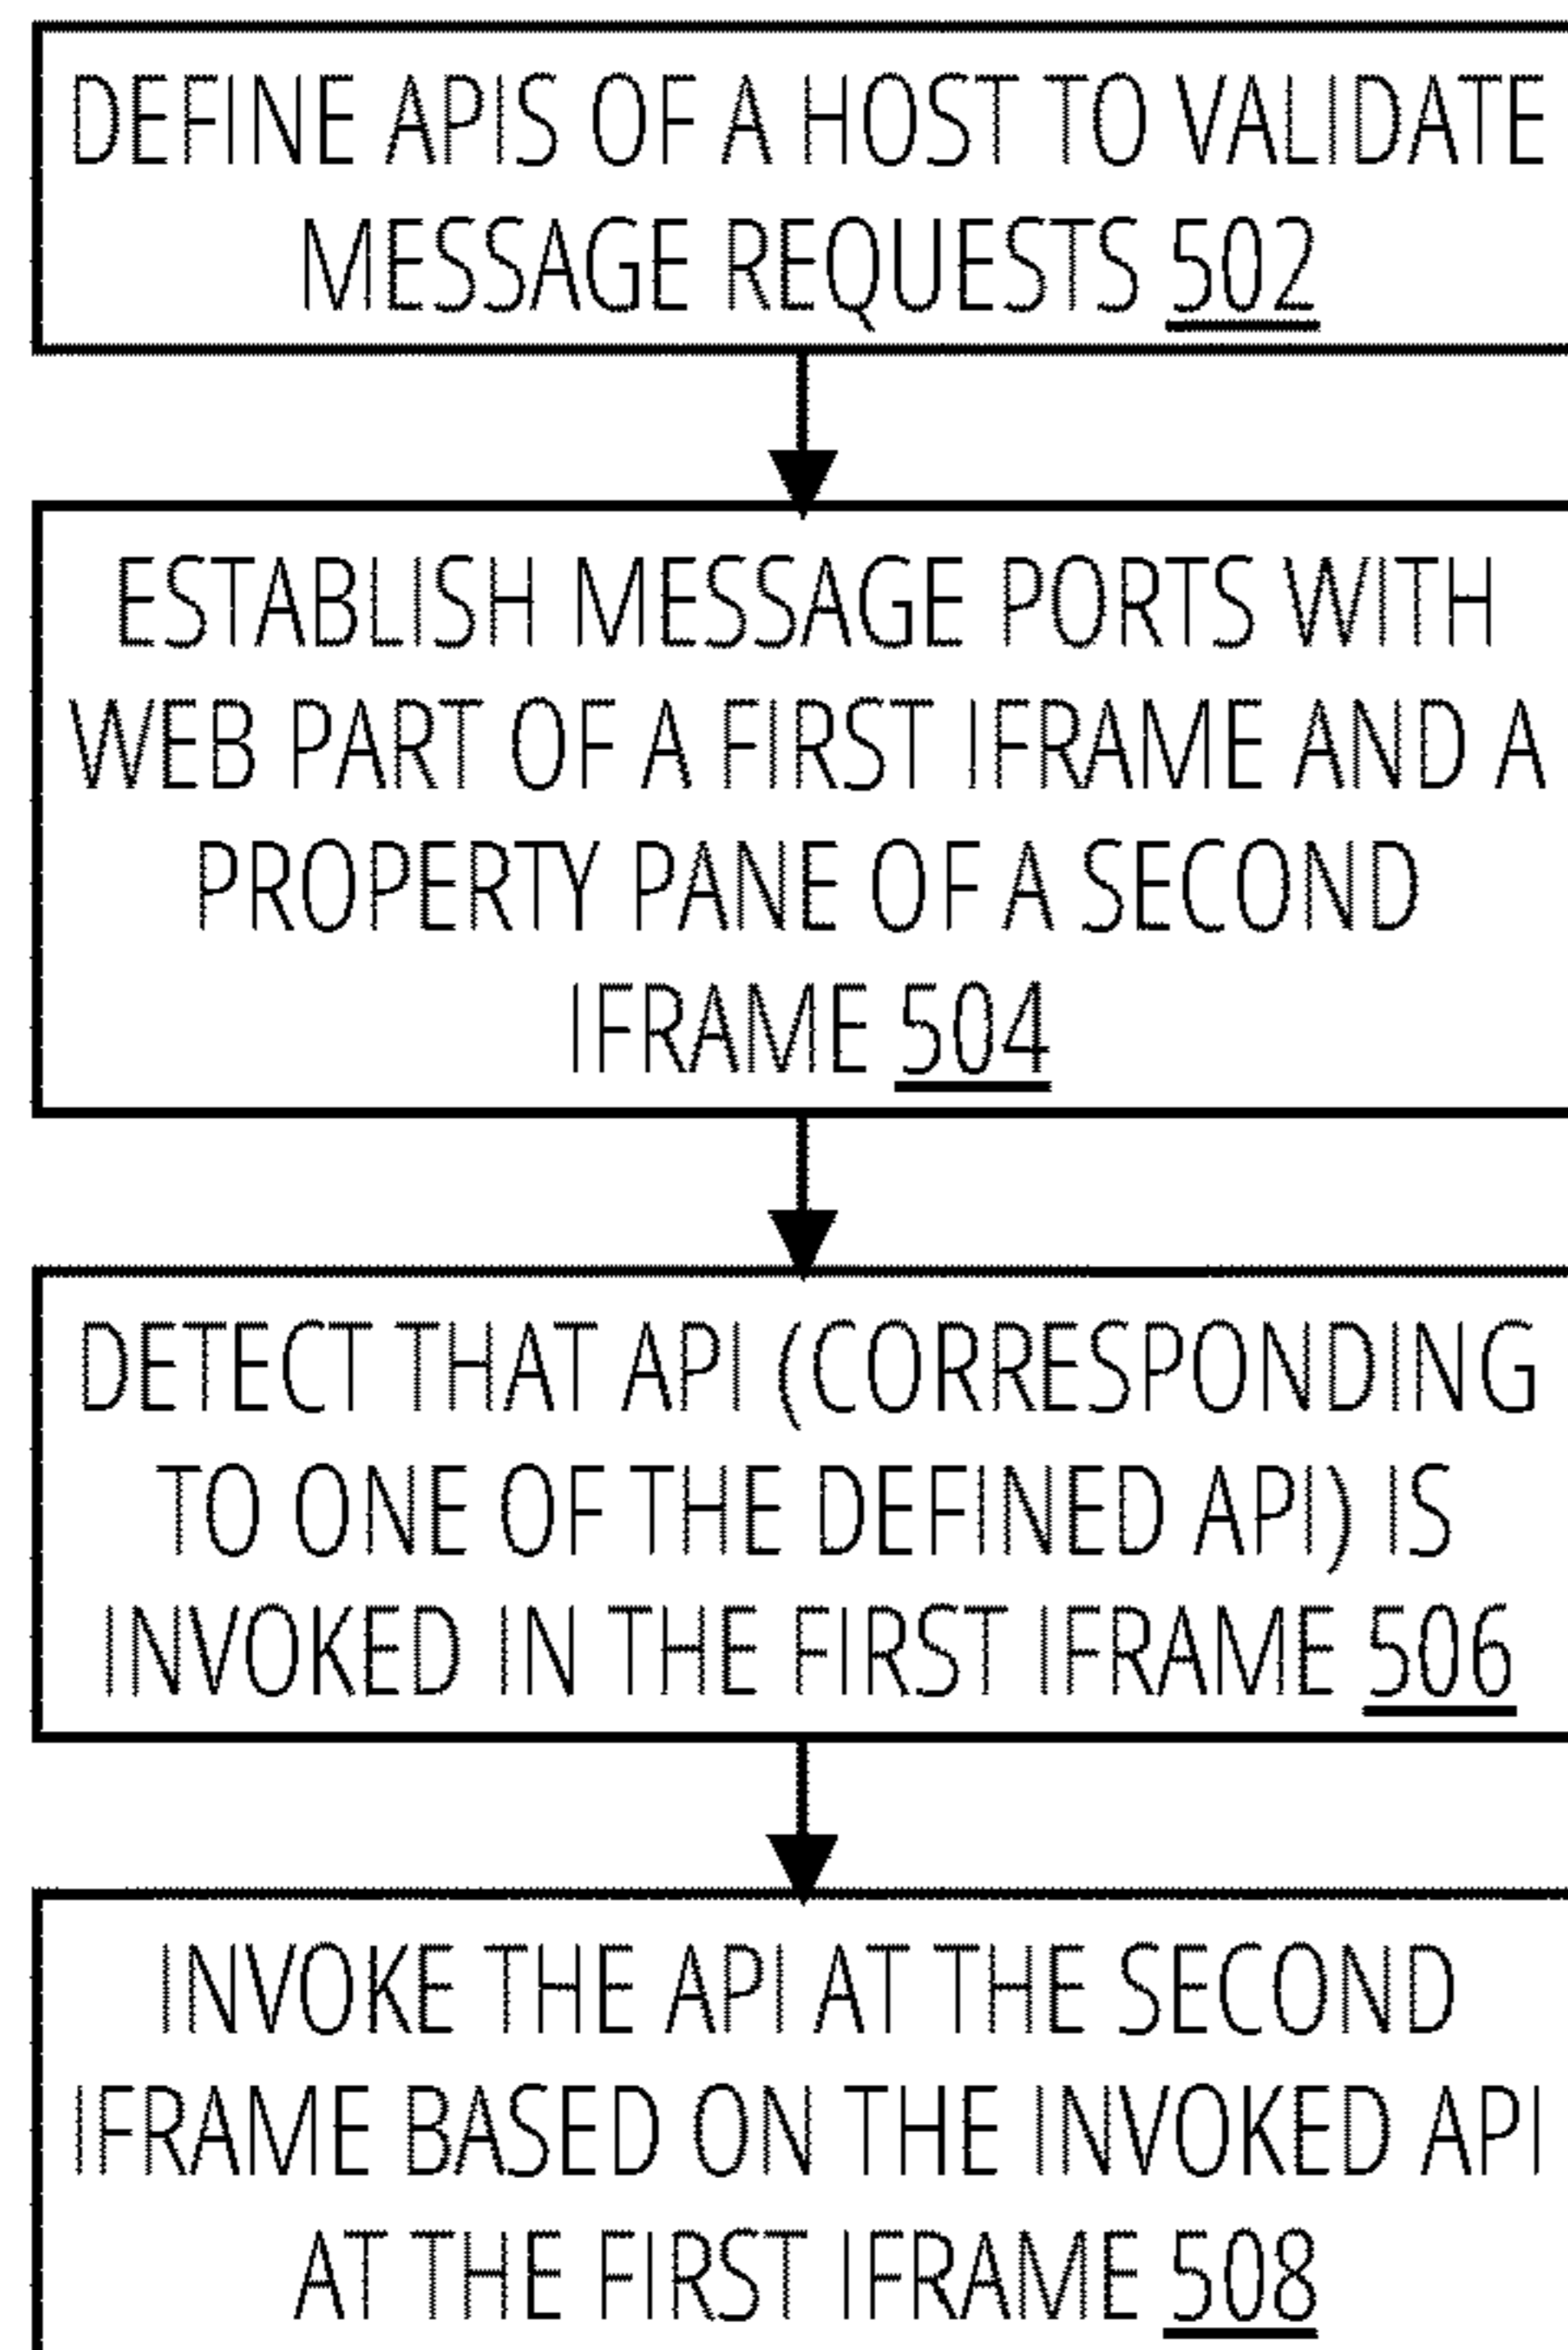 DEFINE APIS OF A HOST TO VALIDATE
MESSAGE REQUESTS 502
ESTABLISH MESSAGE PORTS WITH
WEB PART OF A FIRST IFRAME AND A
PROPERTY PANE OF A SECOND
IFRAME 504
DETECT THAT API (CORRESPONDING
TO ONE OF THE DEFINED API) IS
INVOKED IN THE FIRST IFRAME 506
INVOKE THE API AT THE SECOND
IFRAME BASED ON THE INVOKED API
AT THE FIRST IFRAME 508